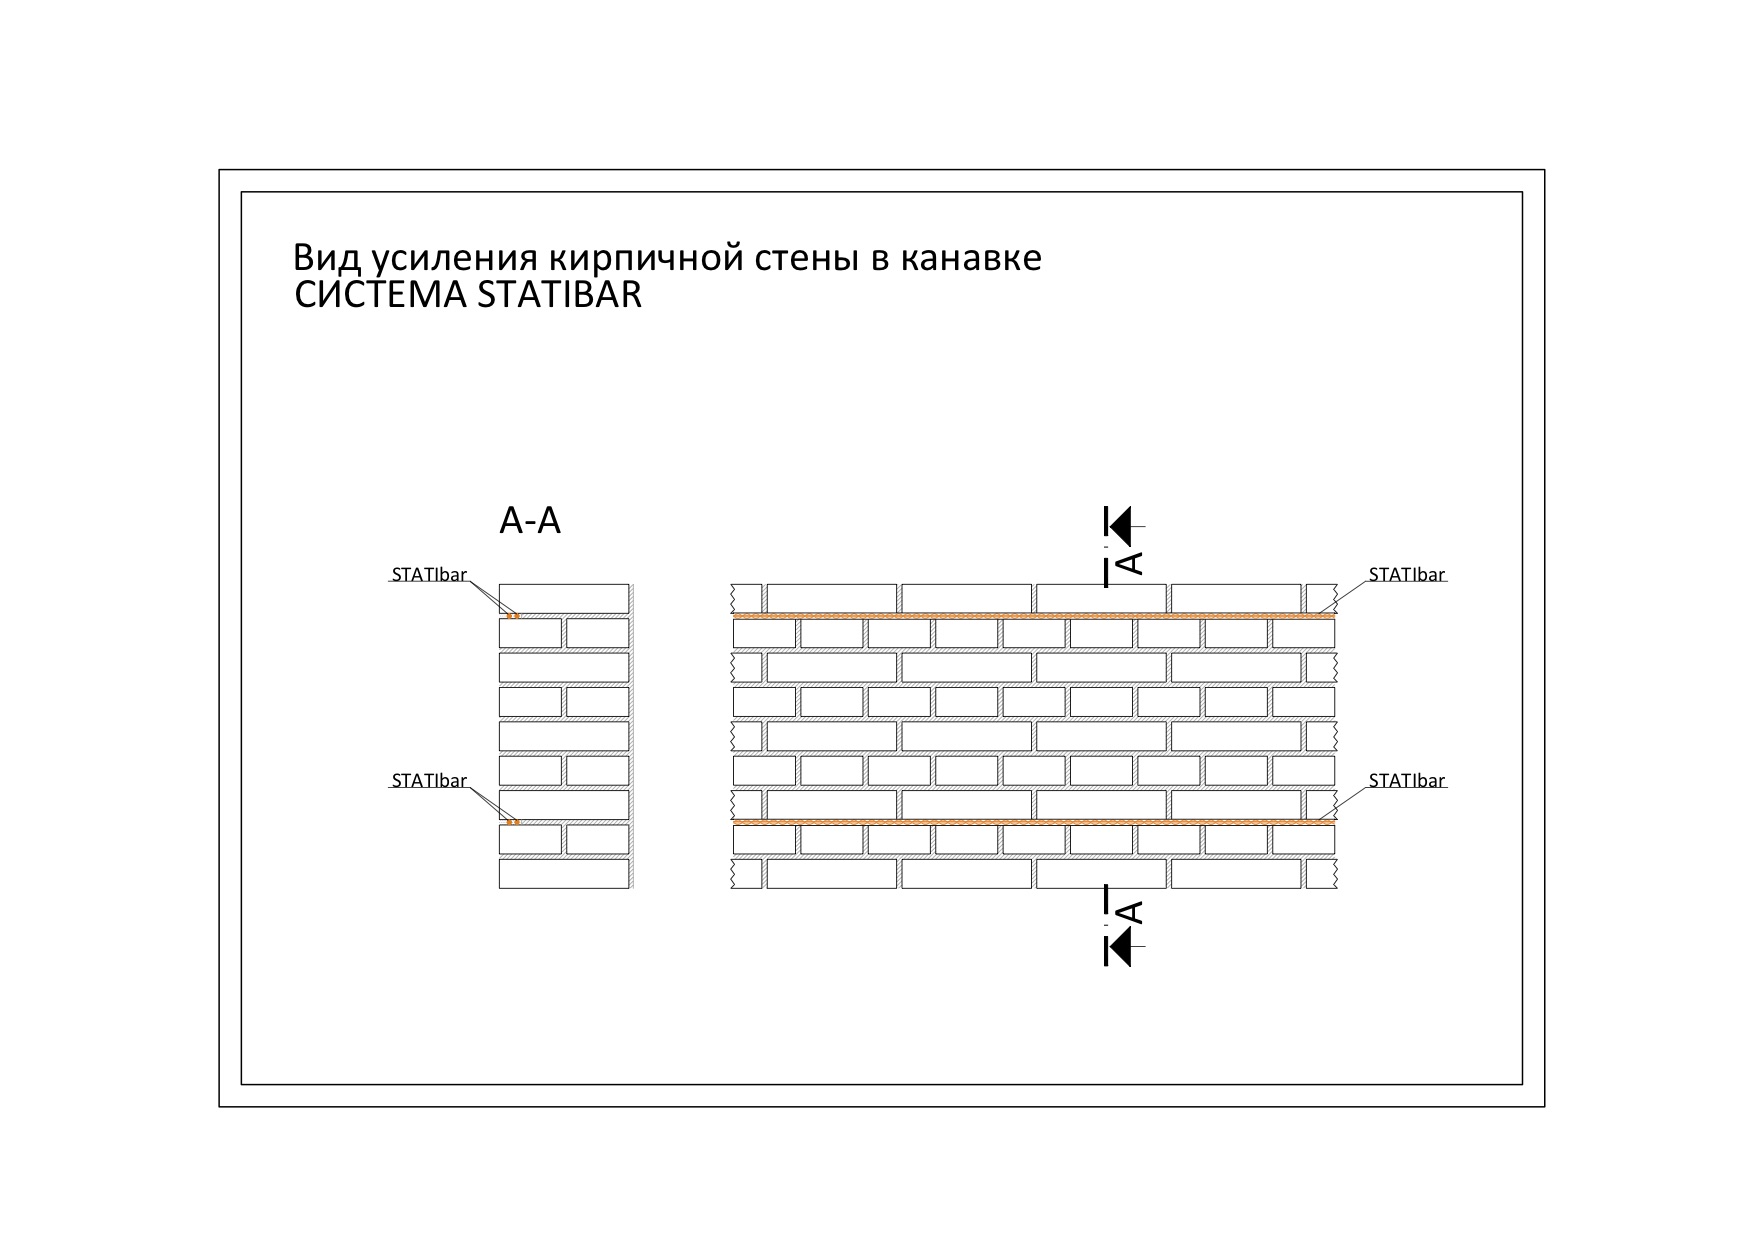 Вид усиления кирпичной стены в канавке
СИСТЕМА STATIBAR
А-А
А
STATIbar
STATIbar
STATIbar
STATIbar
А